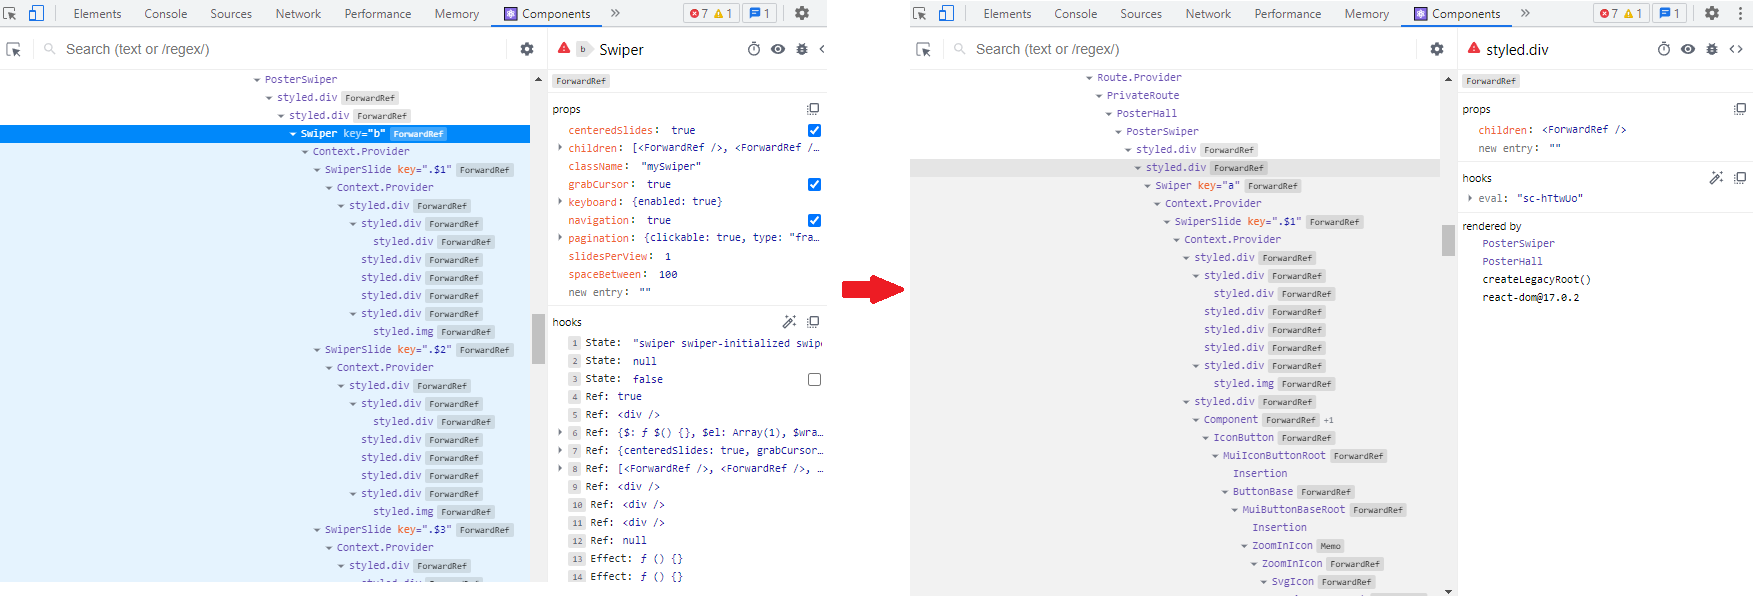 Elements Console Sources Network Performance Memory Components » 7 1 1
Search (text or /regex/)
b Swiper
PosterSwiper
styled.div ForwardRef
styled.div ForwardRef
Swiper key="b" ForwardRef
Context.Provider
SwiperSlide key=".$1" ForwardRef
Context.Provider
styled.div ForwardRef
styled.div ForwardRef
styled.div ForwardRef
styled.div ForwardRef
styled.div ForwardRef
styled.div ForwardRef
styled.div ForwardRef
styled.img ForwardRef
SwiperSlide key=".$2" ForwardRef
Context.Provider
styled.div ForwardRef
styled.div ForwardRef
styled.div ForwardRef
styled.div ForwardRef
styled.div ForwardRef
styled.div ForwardRef
styled.div ForwardRef
styled.img ForwardRef
SwiperSlide key=".$3" ForwardRef
Context.Provider
styled.div ForwardRef
ForwardRef
props
centeredSlides: true
children: [<ForwardRef />, <ForwardRef /…
className: "mySwiper"
grabCursor: true
keyboard: {enabled: true}
navigation: true
pagination: {clickable: true, type: "fra…
slidesPerView: 1
spaceBetween: 100
new entry: ""
hooks
1 State: "swiper swiper-initialized swipe
2 State: null
3 State: false
4 Ref: true
5 Ref: <div />
6 Ref: {$: ƒ $() {}, $el: Array(1), $wra…
7 Ref: {centeredSlides: true, grabCursor…
8 Ref: [<ForwardRef />, <ForwardRef />, …
9 Ref: <div />
10 Ref: <div />
11 Ref: <div />
12 Ref: null
13 Effect: ƒ () {}
14 Effect: ƒ () {}
Elements Console Sources Network Performance Memory Components » 7 1 1
Search (text or /regex/)
styled.div
Route.Provider
PrivateRoute
PosterHall
PosterSwiper
styled.div ForwardRef
styled.div ForwardRef
Swiper key="a" ForwardRef
Context.Provider
SwiperSlide key=".$1" ForwardRef
Context.Provider
styled.div ForwardRef
styled.div ForwardRef
styled.div ForwardRef
styled.div ForwardRef
styled.div ForwardRef
styled.div ForwardRef
styled.div ForwardRef
styled.img ForwardRef
styled.div ForwardRef
Component ForwardRef +1
IconButton ForwardRef
MuiIconButtonRoot ForwardRef
Insertion
ButtonBase ForwardRef
MuiButtonBaseRoot ForwardRef
Insertion
ZoomInIcon Memo
ZoomInIcon ForwardRef
SvgIcon ForwardRef
ForwardRef
props
children: <ForwardRef />
new entry: ""
hooks
eval: "sc-hTtwUo"
rendered by
PosterSwiper
PosterHall
createLegacyRoot()
react-dom@17.0.2